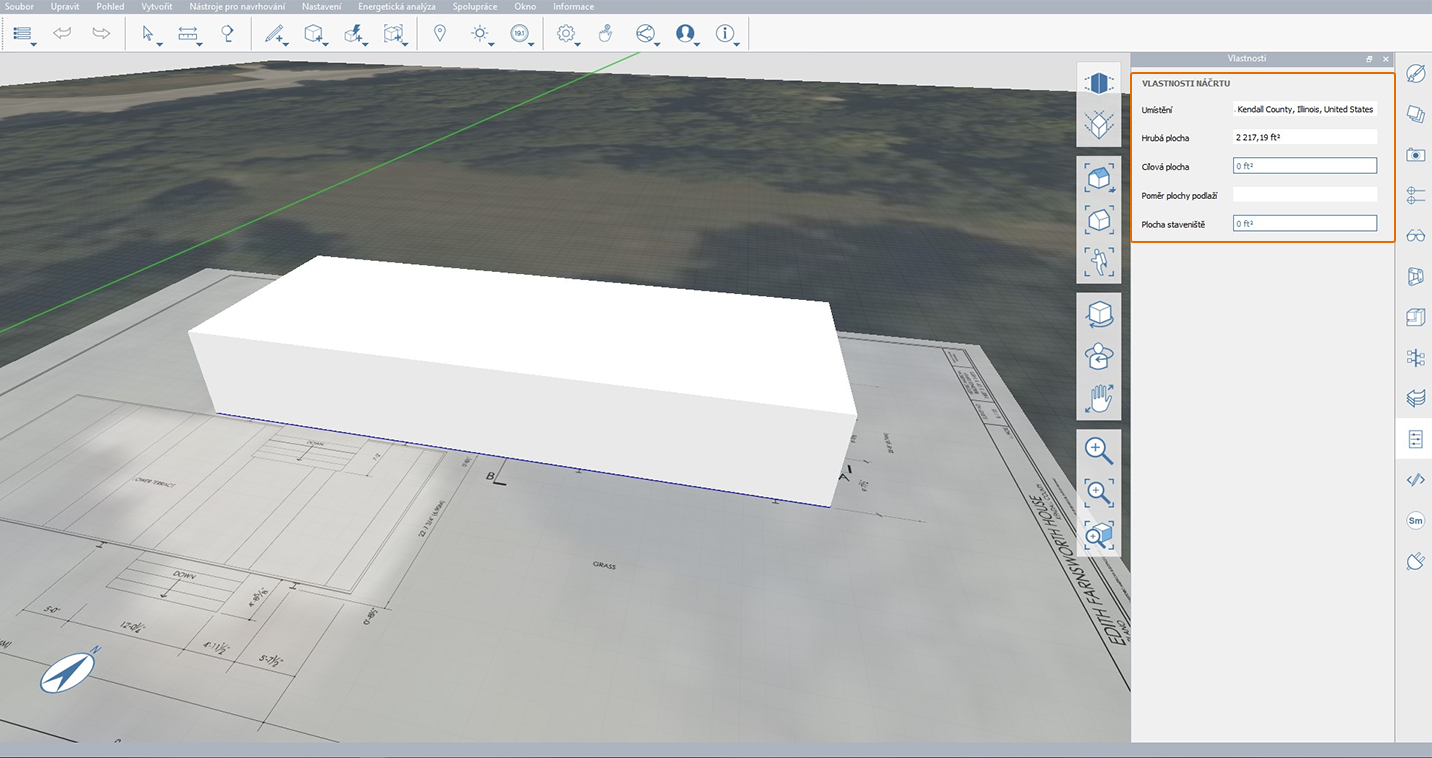 Soubor Upravit Pohled Vytvořit Nástroje pro navrhování Nastavení Energetická analýza Spolupráce Okno Informace
19.1
Vlastnosti
VLASTNOSTI NÁČRTU
Umístění Kendall County, Illinois, United States
Hrubá plocha 2 217,19 ft²
Cílová plocha 0 ft²
Poměr plochy podlaží
Plocha staveniště 0 ft²
Sm
DOWN
B
A
GRASS
DOWN
5'-0"
12'-0½"
4'-11½"
5'-7½"
EDITH FARNSWORTH HOUSE
PLANO
N